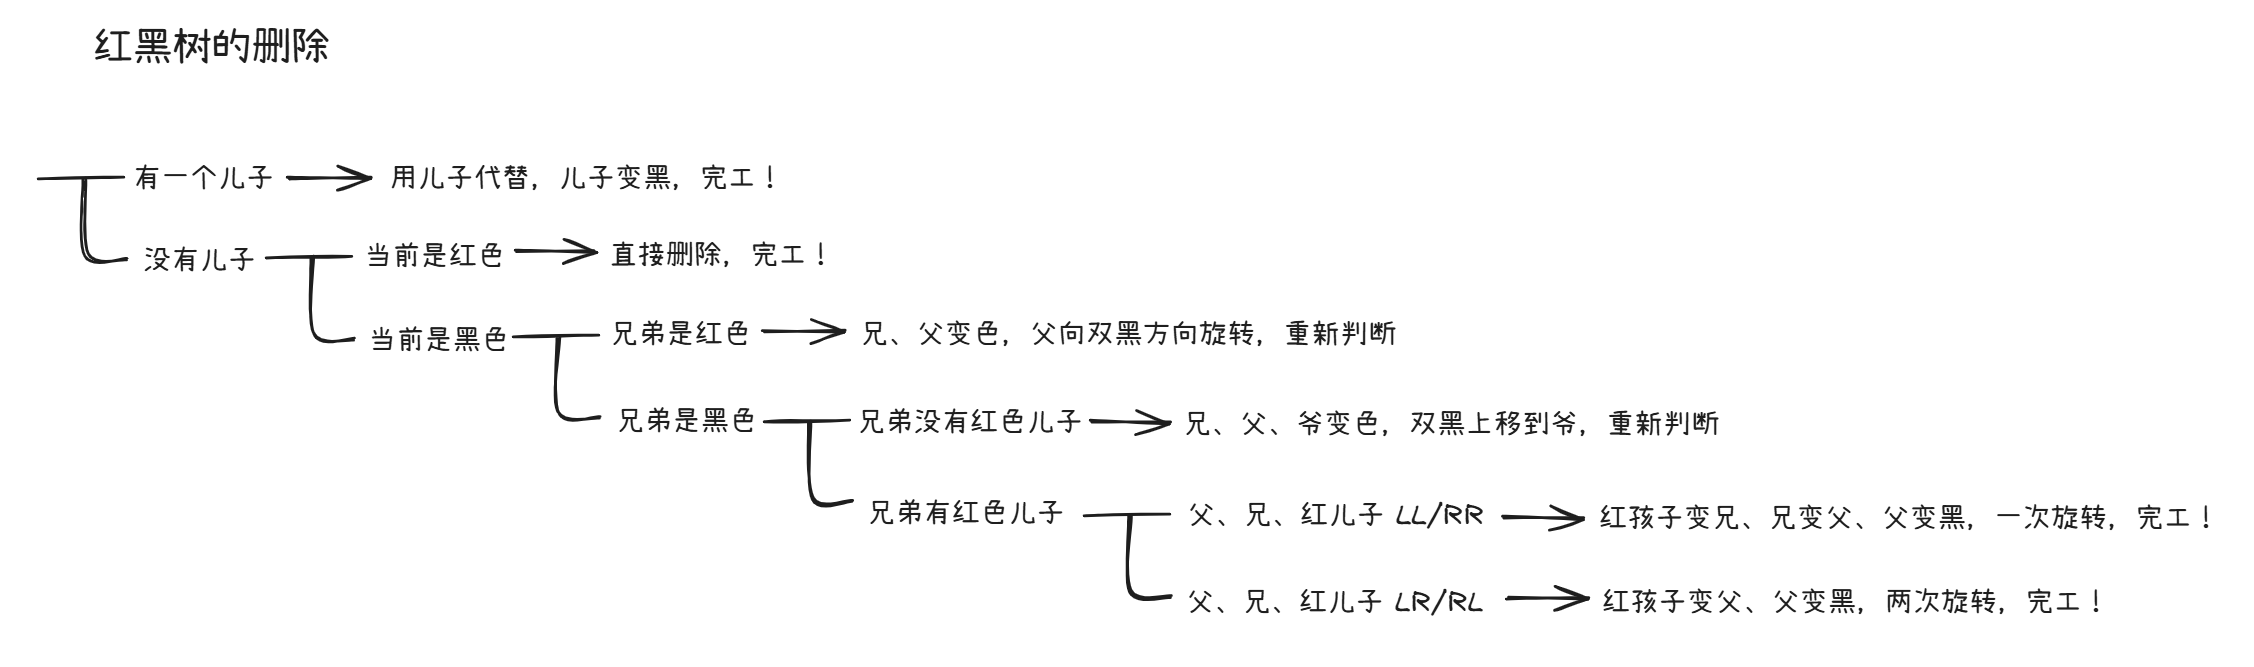 红黑树的删除
有一个儿子 用儿子代替，儿子变黑，完工！
没有儿子 当前是红色 直接删除，完工！
当前是黑色 兄弟是红色 兄、父变色，父向双黑方向旋转，重新判断
兄弟是黑色 兄弟没有红色儿子 兄、父、爷变色，双黑上移到爷，重新判断
兄弟有红色儿子 父、兄、红儿子 LL/RR 红孩子变兄、兄变父、父变黑，一次旋转，完工！
父、兄、红儿子 LR/RL 红孩子变父、父变黑，两次旋转，完工！